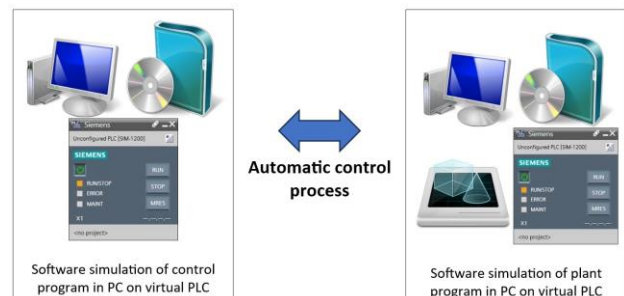 Siemens
Unconfigured PLC [SIM-1200]
SIEMENS
RUN
RUN/STOP
STOP
ERROR
MAINT
MRES
X1
-.-.-.-
<no project>
Software simulation of control
program in PC on virtual PLC
Automatic control
process
Siemens
Unconfigured PLC [SIM-1200]
SIEMENS
RUN
RUN/STOP
STOP
ERROR
MAINT
MRES
X1
-.-.-.-
<no project>
Software simulation of plant
program in PC on virtual PLC